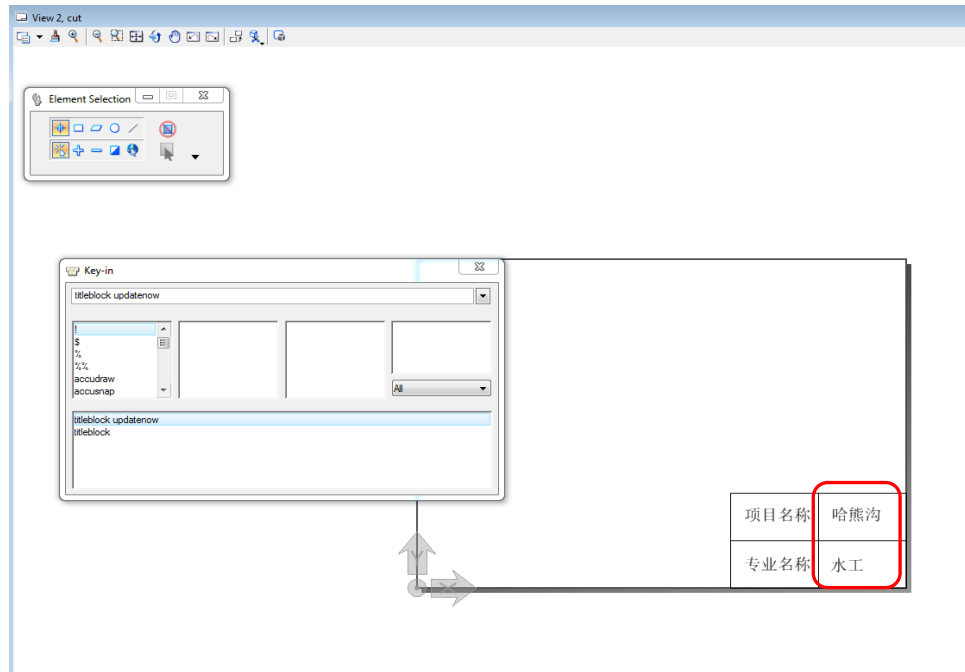 View 2, cut
Element Selection
Key-in
titleblock updatenow
!
$
%
%%
accudraw
accusnap
All
titleblock updatenow
titleblock
Y
X
项目名称 哈熊沟
专业名称 水工